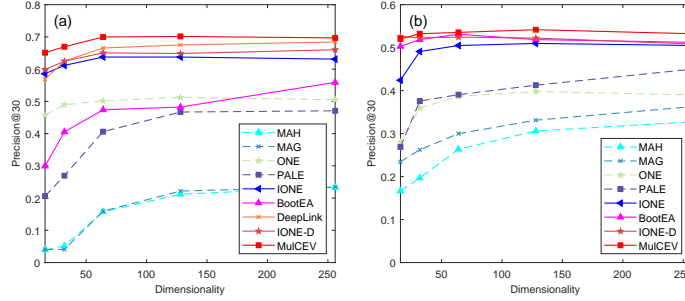 (a)
Precision@30
0.8
0.7
0.6
0.5
0.4
0.3
0.2
0.1
0
50 100 150 200 250
Dimensionality
MAH
MAG
ONE
PALE
IONE
BootEA
DeepLink
IONE-D
MulCEV
(b)
Precision@30
0.6
0.5
0.4
0.3
0.2
0.1
0
50 100 150 200 250
Dimensionality
MAH
MAG
ONE
PALE
IONE
BootEA
IONE-D
MulCEV